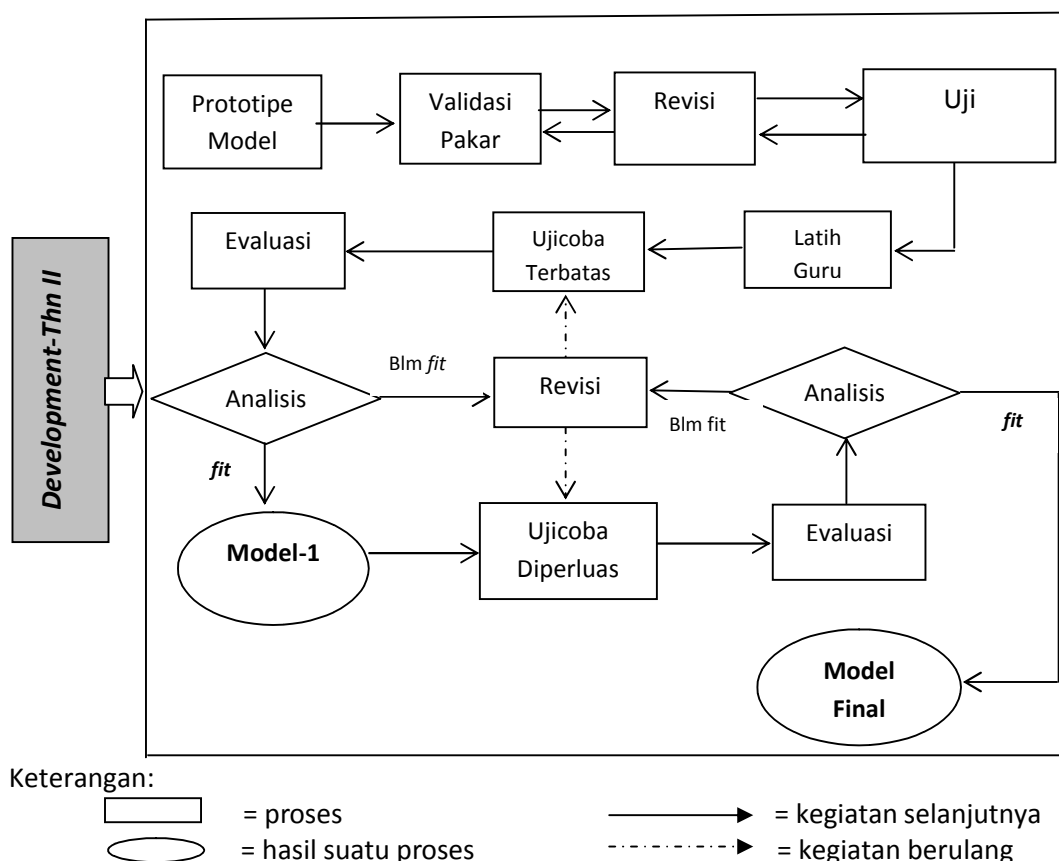 Prototipe
Model
Validasi
Pakar
Revisi
Uji
Evaluasi
Ujicoba
Terbatas
Latih
Guru
Development-Thn II
Analisis
Blm fit
Revisi
Blm fit
Analisis
fit
fit
Model-1
Ujicoba
Diperluas
Evaluasi
Model
Final
Keterangan:
= proses
= kegiatan selanjutnya
= hasil suatu proses
= kegiatan berulang